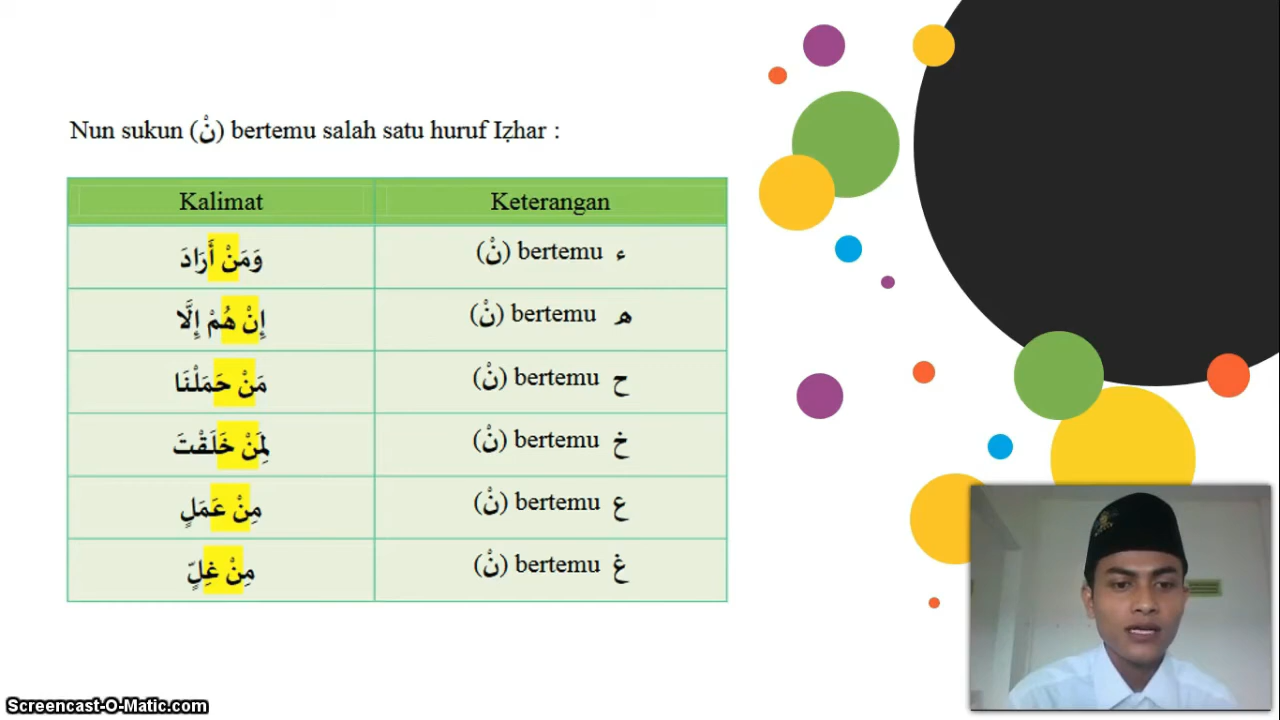 Nun sukun (نْ) bertemu salah satu huruf Iẓhar :
Kalimat Keterangan
وَمَنْ أَرَادَ (نْ) bertemu ء
إِنْ هُمْ إِلَّا (نْ) bertemu ه
مَنْ حَمَلْنَا (نْ) bertemu ح
لِمَنْ خَلَقْتَ (نْ) bertemu خ
مِنْ عَمَلٍ (نْ) bertemu ع
مِنْ غِلٍّ (نْ) bertemu غ
Screencast-O-Matic.com